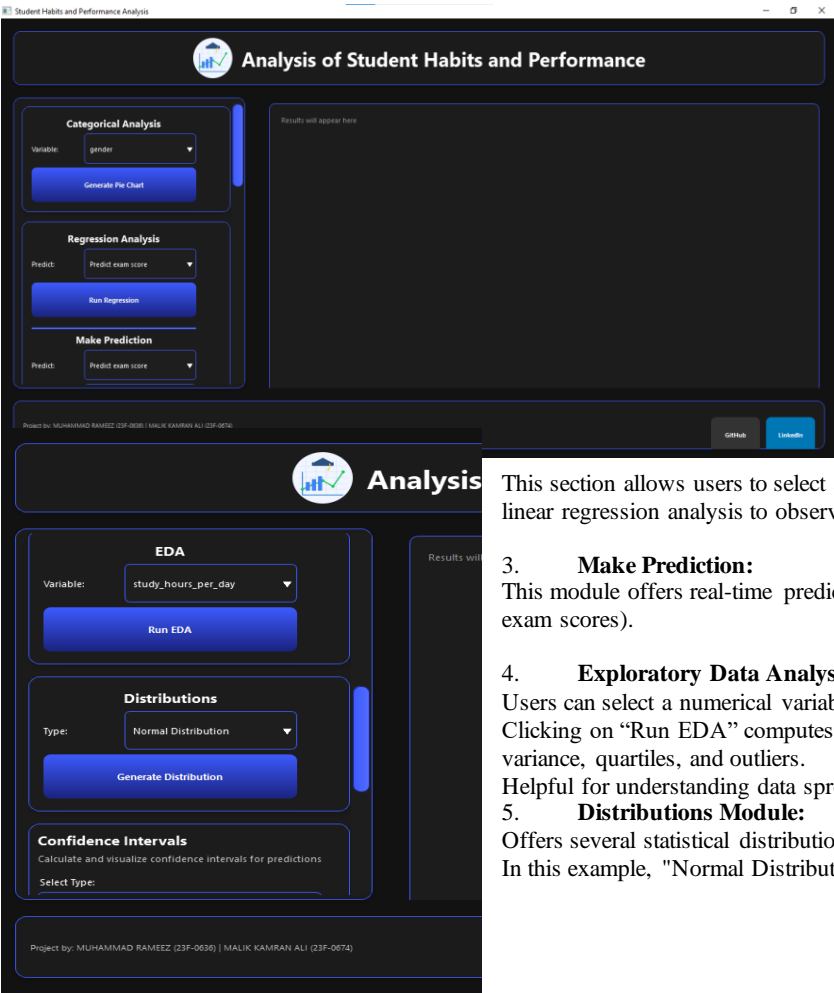 Student Habits and Performance Analysis
Analysis of Student Habits and Performance
Categorical Analysis
Variable: gender
Generate Pie Chart
Regression Analysis
Predict: Predict exam score
Run Regression
Make Prediction
Predict: Predict exam score
Results will appear here
Project by: MUHAMMAD RAMEEZ (23F-0636) | MALIK KAMRAN ALI (23F-0674)
GitHub
LinkedIn
Analysis
EDA
Variable: study_hours_per_day
Run EDA
Distributions
Type: Normal Distribution
Generate Distribution
Confidence Intervals
Calculate and visualize confidence intervals for predictions
Select Type:
Results will
Project by: MUHAMMAD RAMEEZ (23F-0636) | MALIK KAMRAN ALI (23F-0674)
This section allows users to select
linear regression analysis to observ
3. Make Prediction:
This module offers real-time predic
exam scores).
4. Exploratory Data Analys
Users can select a numerical variab
Clicking on “Run EDA” computes
variance, quartiles, and outliers.
Helpful for understanding data spre
5. Distributions Module:
Offers several statistical distributio
In this example, "Normal Distribut